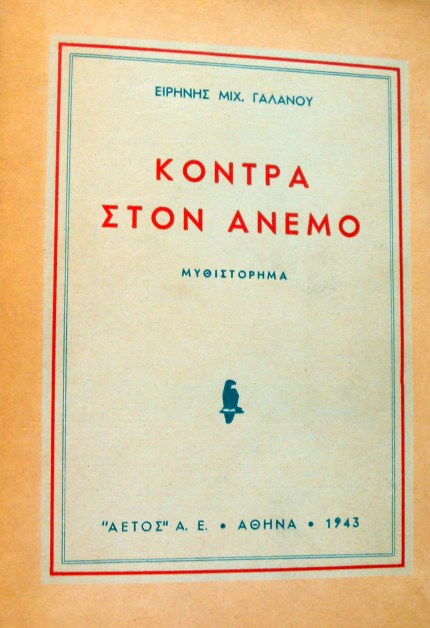 ΕΙΡΗΝΗΣ ΜΙΧ. ΓΑΛΑΝΟΥ
ΚΟΝΤΡΑ
ΣΤΟΝ ΑΝΕΜΟ
ΜΥΘΙΣΤΟΡΗΜΑ
"ΑΕΤΟΣ" Α. Ε. • ΑΘΗΝΑ • 1943